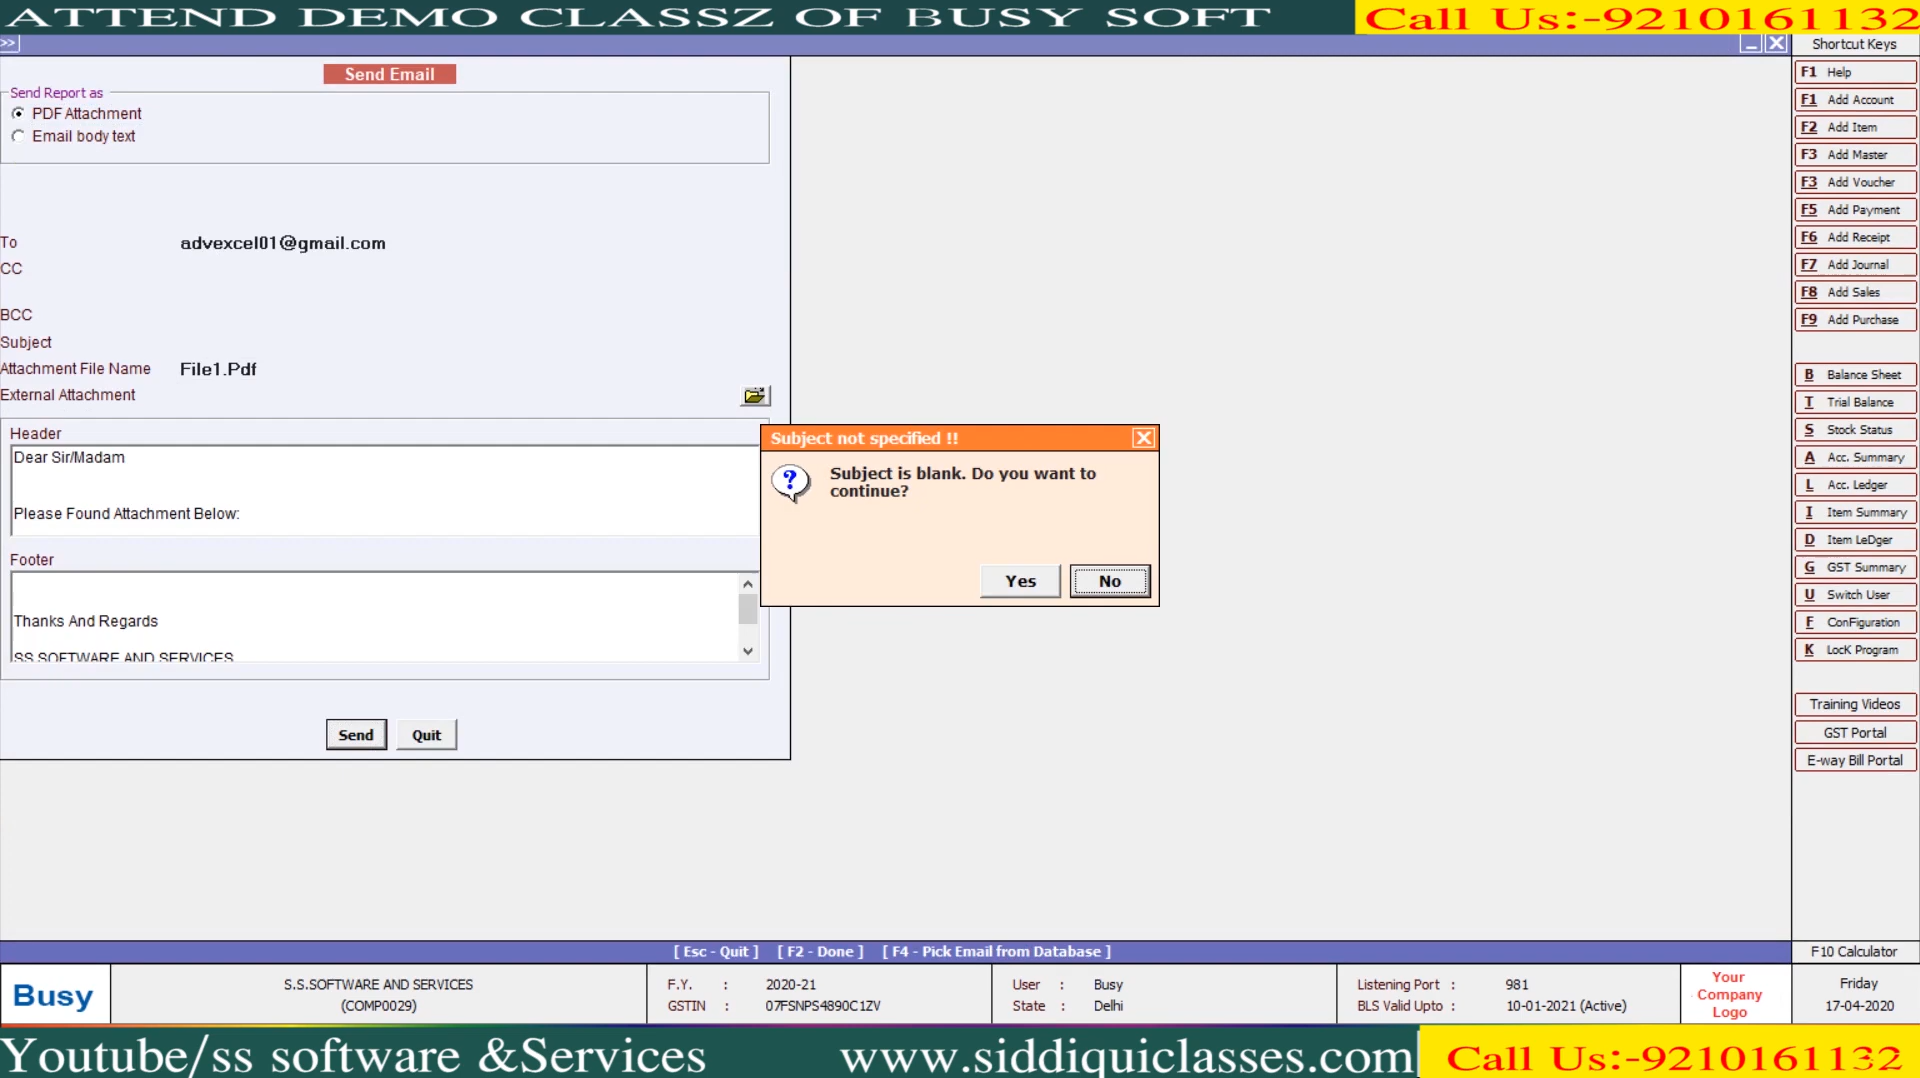 ATTEND DEMO CLASSZ OF BUSY SOFT
Call Us:-9210161132
>>
Shortcut Keys
Send Email
Send Report as
PDF Attachment
Email body text
To advexcel01@gmail.com
CC
BCC
Subject
Attachment File Name File1.Pdf
External Attachment
Header
Dear Sir/Madam
Please Found Attachment Below:
Footer
Thanks And Regards
SS SOFTWARE AND SERVICES
Send Quit
Subject not specified !!
Subject is blank. Do you want to
continue?
Yes No
F1 Help
F1 Add Account
F2 Add Item
F3 Add Master
F3 Add Voucher
F5 Add Payment
F6 Add Receipt
F7 Add Journal
F8 Add Sales
F9 Add Purchase
B Balance Sheet
T Trial Balance
S Stock Status
A Acc. Summary
L Acc. Ledger
I Item Summary
D Item LeDger
G GST Summary
U Switch User
F ConFiguration
K LocK Program
Training Videos
GST Portal
E-way Bill Portal
[ Esc - Quit ] [ F2 - Done ] [ F4 - Pick Email from Database ]
F10 Calculator
Busy
S.S.SOFTWARE AND SERVICES
(COMP0029)
F.Y. : 2020-21
GSTIN : 07FSNPS4890C1ZV
User : Busy
State : Delhi
Listening Port : 981
BLS Valid Upto : 10-01-2021 (Active)
Your
Company
Logo
Friday
17-04-2020
Youtube/ss software &Services
www.siddiquiclasses.com
Call Us:-9210161132